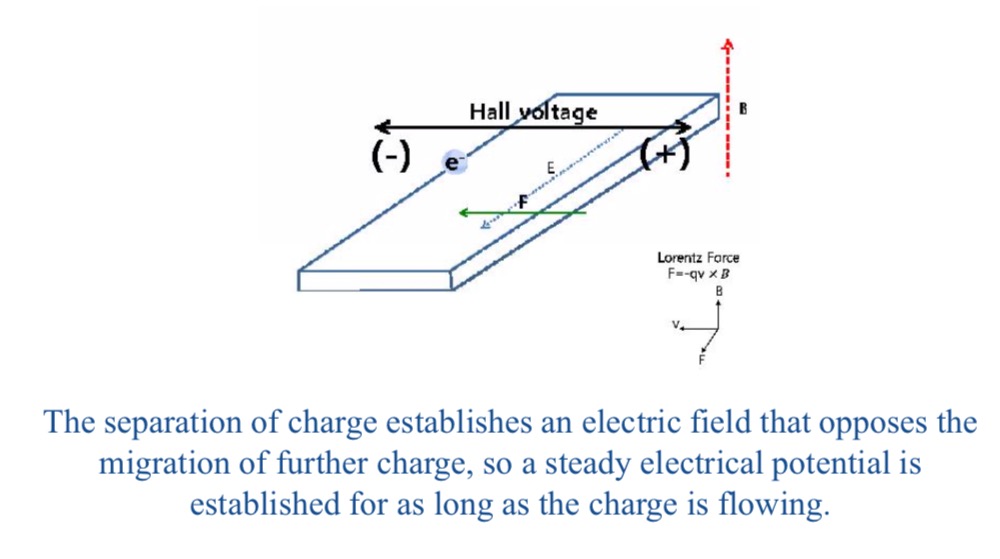 Hall voltage
B
(-)
e⁻
E
(+)
F
Lorentz Force
F=-qv × B
B
V
F
The separation of charge establishes an electric field that opposes the
migration of further charge, so a steady electrical potential is
established for as long as the charge is flowing.